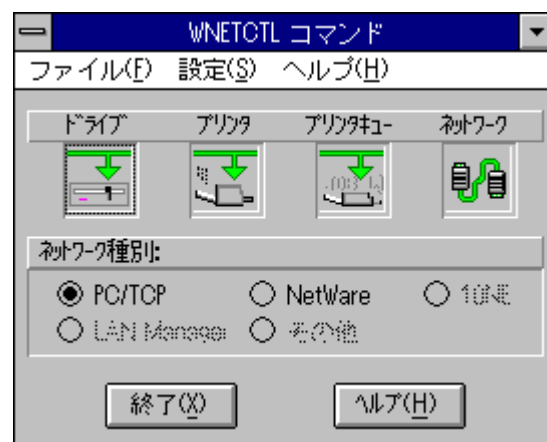 WNETCTL コマンド
ファイル(F) 設定(S) ヘルプ(H)
ドライブ プリンタ プリンタキュー ネットワーク
ネットワーク種別:
PC/TCP NetWare 10NET
LAN Manager その他
終了(X) ヘルプ(H)